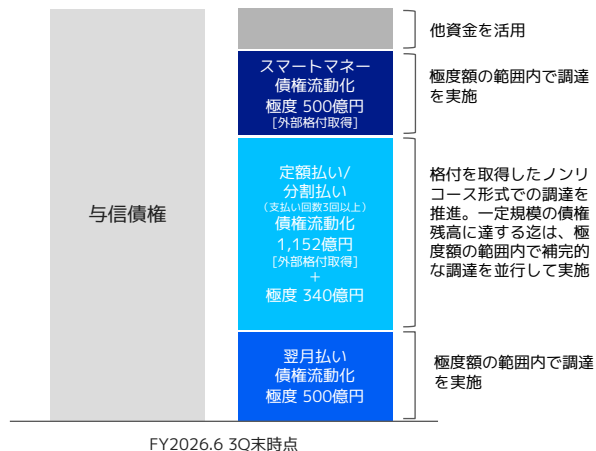 与信債権
スマートマネー
債権流動化
極度 500億円
[外部格付取得]
定額払い/
分割払い
（支払い回数3回以上）
債権流動化
1,152億円
[外部格付取得]
＋
極度 340億円
翌月払い
債権流動化
極度 500億円
他資金を活用
極度額の範囲内で調達
を実施
格付を取得したノンリ
コース形式での調達を
推進。一定規模の債権
残高に達する迄は、極
度額の範囲内で補完的
な調達を並行して実施
極度額の範囲内で調達
を実施
FY2026.6 3Q末時点